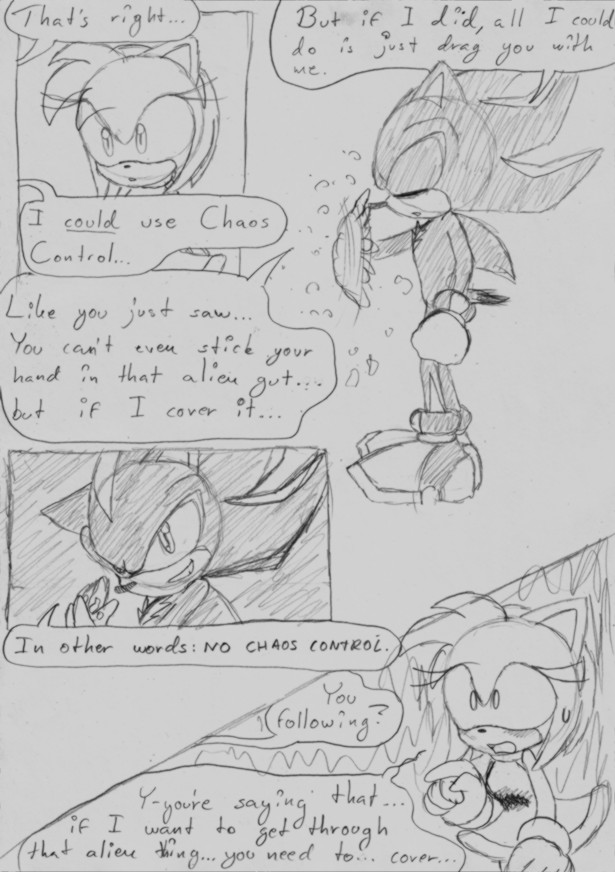 That's right...
But if I did, all I could
do is just drag you with
me.
I could use Chaos
Control...
Like you just saw...
You can't even stick your
hand in that alien gut...
but if I cover it...
In other words: NO CHAOS CONTROL.
You
following?
Y-you're saying that...
if I want to get through
that alien thing... you need to... cover...